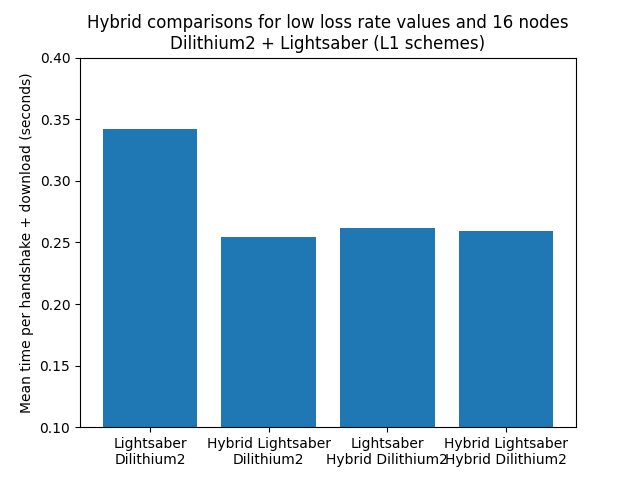 Hybrid comparisons for low loss rate values and 16 nodes
Dilithium2 + Lightsaber (L1 schemes)
Mean time per handshake + download (seconds)
0.40
0.35
0.30
0.25
0.20
0.15
0.10
Lightsaber
Dilithium2
Hybrid Lightsaber
Dilithium2
Lightsaber
Hybrid Dilithium2
Hybrid Lightsaber
Hybrid Dilithium2